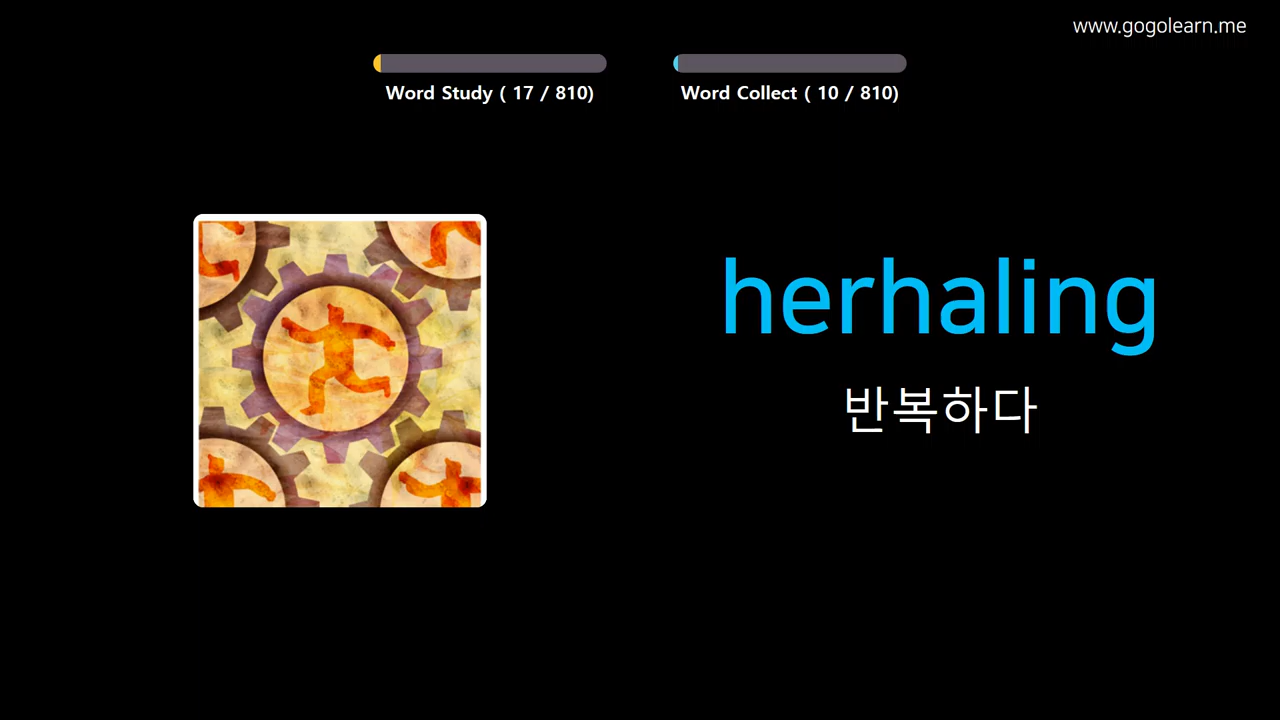 www.gogolearn.me
Word Study ( 17 / 810)
Word Collect ( 10 / 810)
herhaling
반복하다